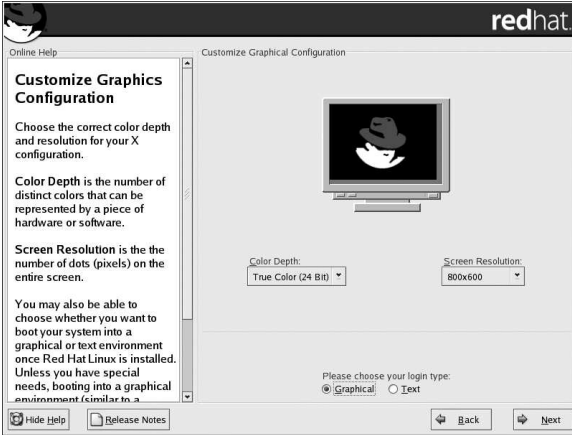 redhat.
Online Help
Customize Graphical Configuration
Customize Graphics
Configuration
Choose the correct color depth
and resolution for your X
configuration.
Color Depth is the number of
distinct colors that can be
represented by a piece of
hardware or software.
Screen Resolution is the the
number of dots (pixels) on the
entire screen.
You may also be able to
choose whether you want to
boot your system into a
graphical or text environment
once Red Hat Linux is installed.
Unless you have special
needs, booting into a graphical
environment (similar to a
Color Depth:
True Color (24 Bit)
Screen Resolution:
800x600
Please choose your login type:
Graphical
Text
Hide Help
Release Notes
Back
Next